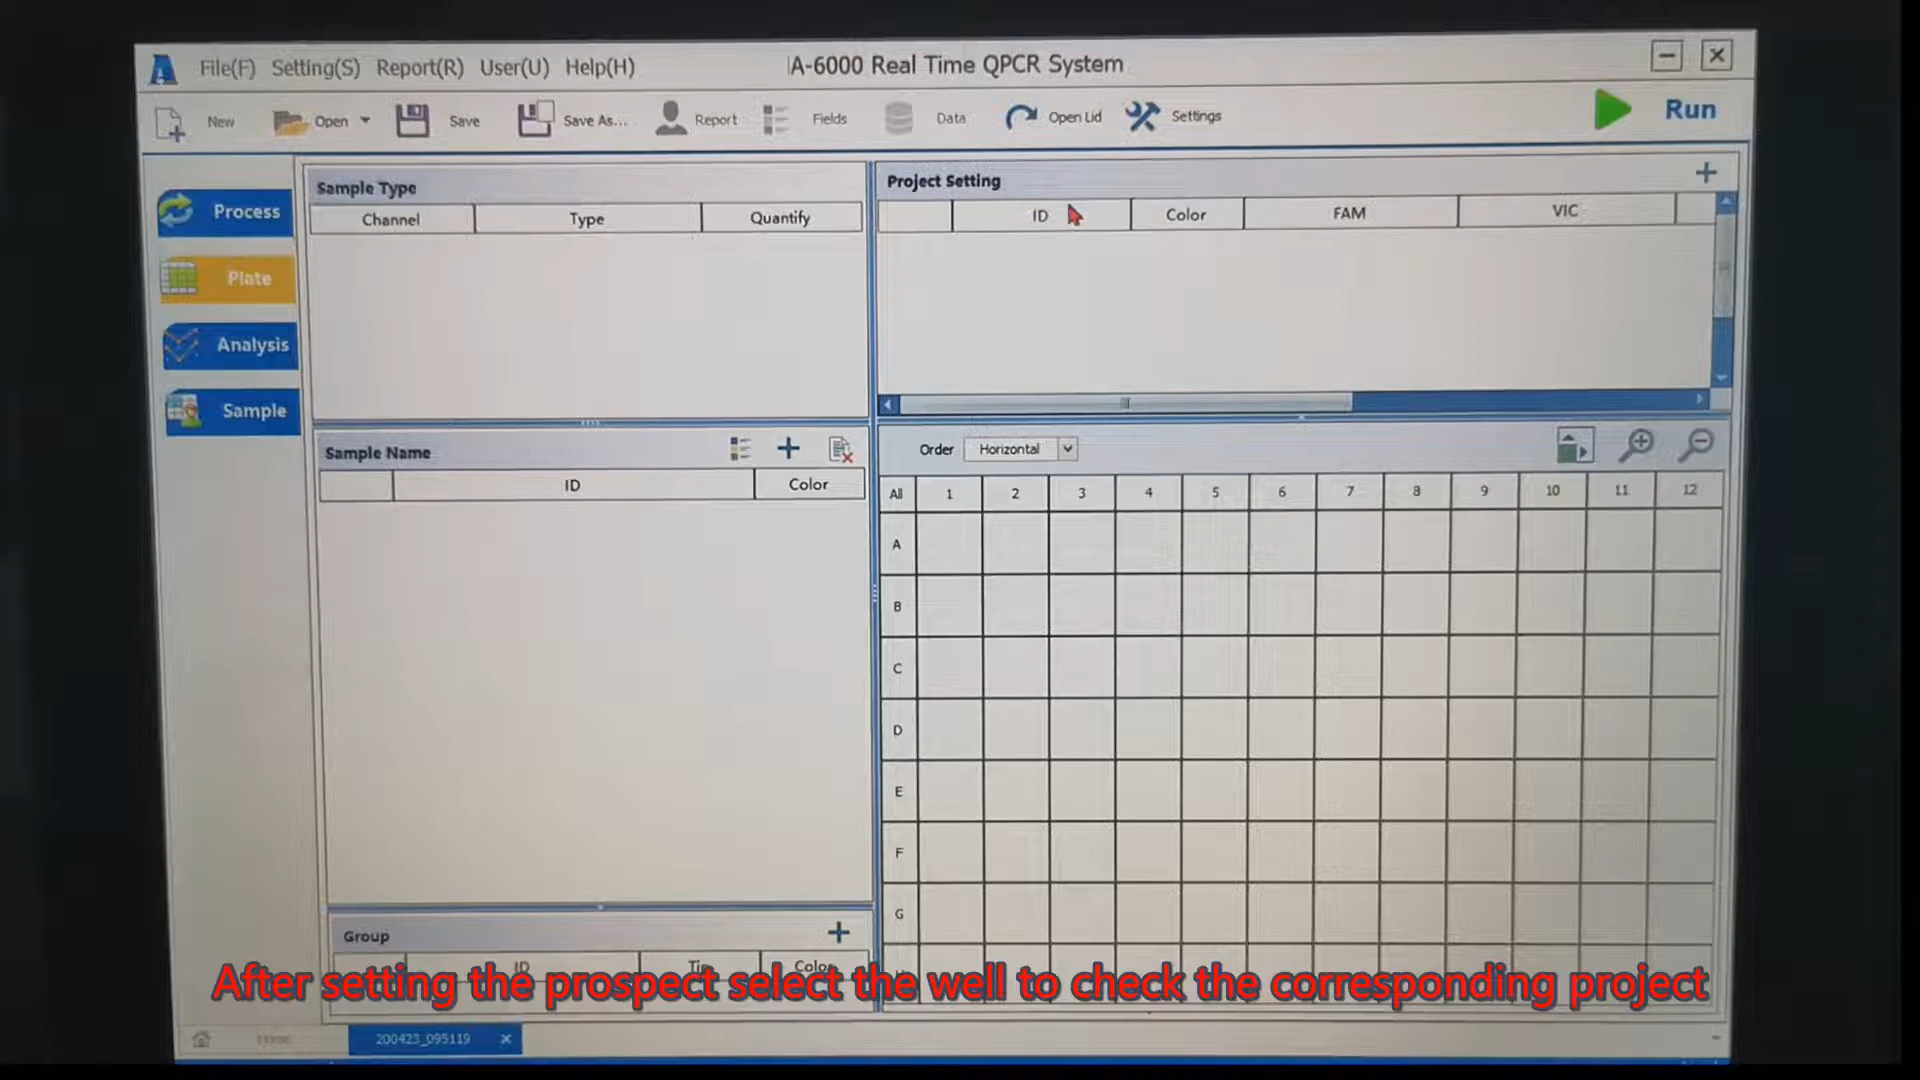 File(F) Setting(S) Report(R) User(U) Help(H)
A-6000 Real Time QPCR System
New Open Save Save As... Report Fields Data Open Lid Settings Run
Process
Plate
Analysis
Sample
Sample Type
Channel Type Quantify
Project Setting
ID Color FAM VIC
Sample Name
ID Color
Order Horizontal
All 1 2 3 4 5 6 7 8 9 10 11 12
A
B
C
D
E
F
G
Group
ID Color
After setting the prospect select the well to check the corresponding project
200423_095119